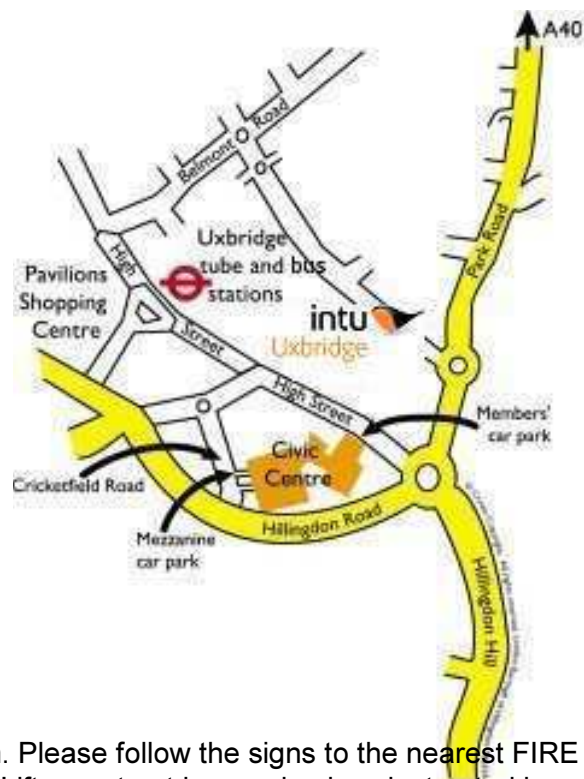 A40
Belmont Road
Park Road
High
Street
Uxbridge
tube and bus
stations
Pavilions
Shopping
Centre
intu
Uxbridge
High Street
Members'
car park
Civic
Centre
Cricketfield Road
Mezzanine
car park
Hillingdon Road
Hillingdon Hill
. Please follow the signs to the nearest FIRE